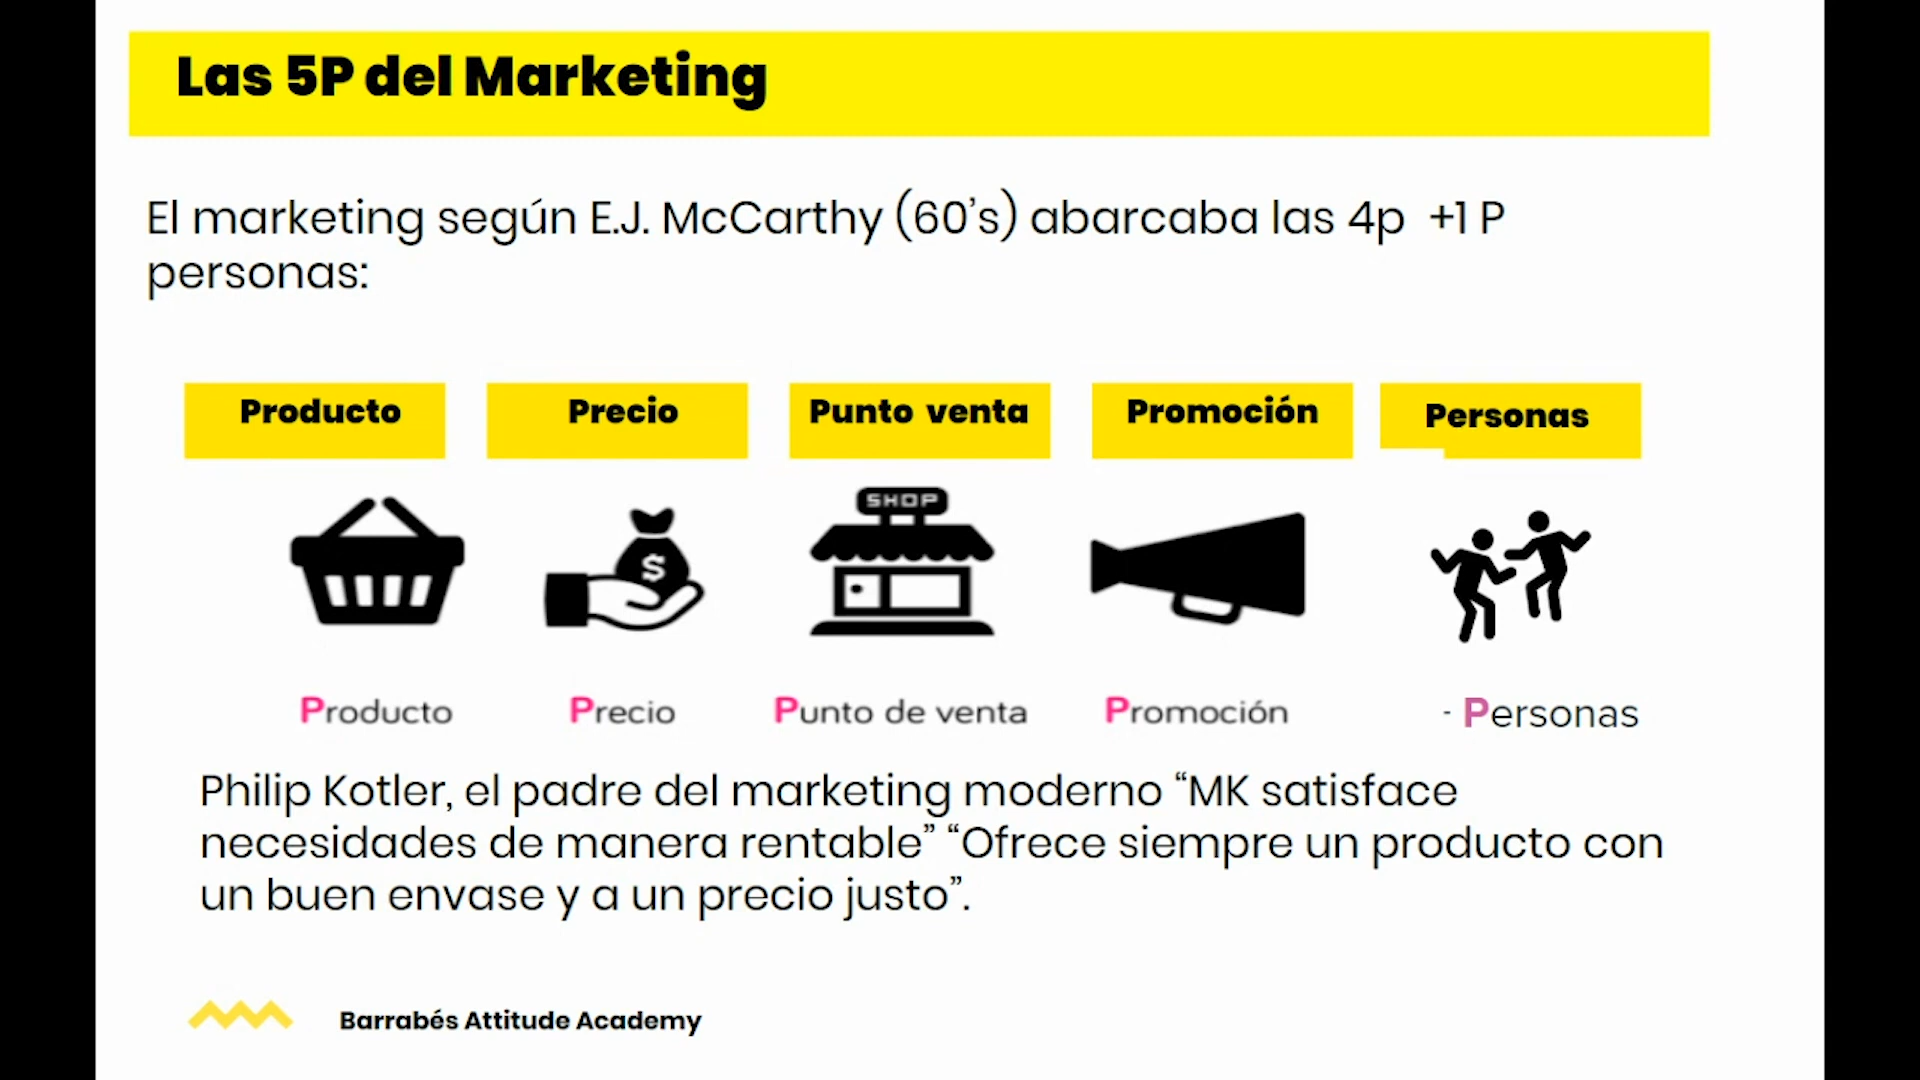 Las 5P del Marketing
El marketing según E.J. McCarthy (60's) abarcaba las 4p +1 P
personas:
Producto Precio Punto venta Promoción Personas
SHOP
$
Producto Precio Punto de venta Promoción - Personas
Philip Kotler, el padre del marketing moderno “MK satisface
necesidades de manera rentable” “Ofrece siempre un producto con
un buen envase y a un precio justo”.
Barrabés Attitude Academy